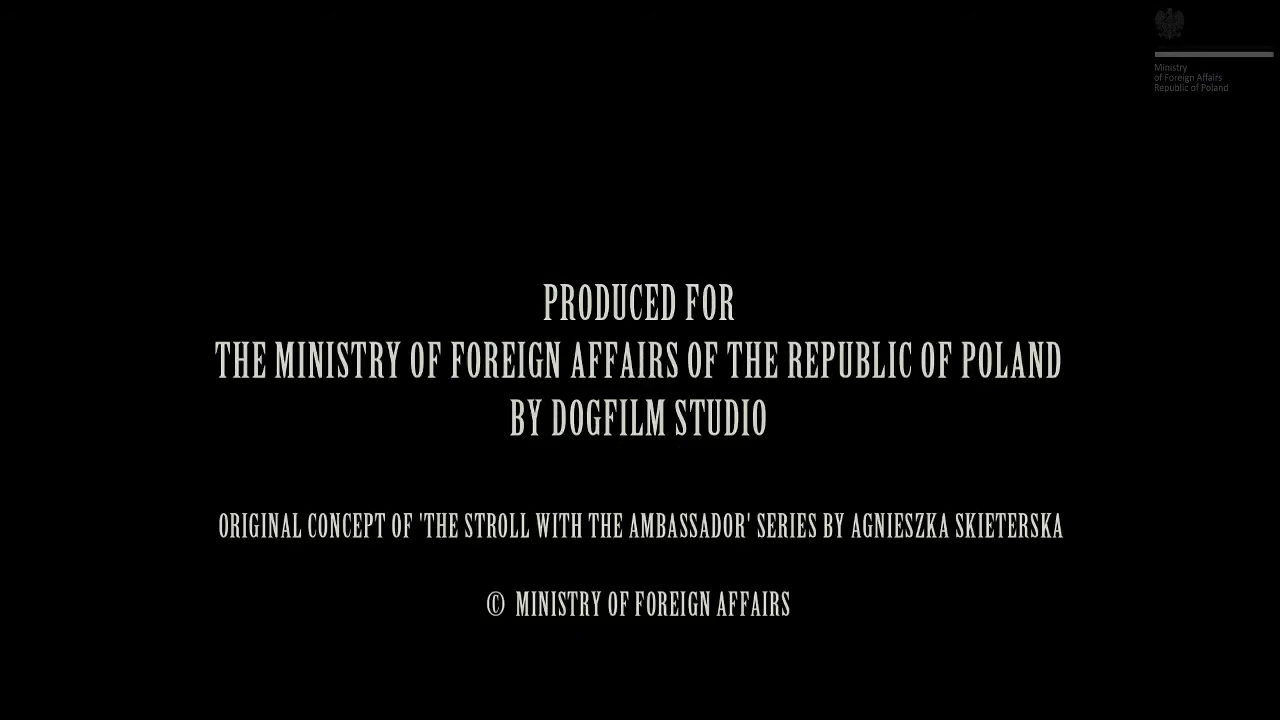 Ministry
of Foreign Affairs
Republic of Poland
PRODUCED FOR
THE MINISTRY OF FOREIGN AFFAIRS OF THE REPUBLIC OF POLAND
BY DOGFILM STUDIO
ORIGINAL CONCEPT OF 'THE STROLL WITH THE AMBASSADOR' SERIES BY AGNIESZKA SKIETERSKA
© MINISTRY OF FOREIGN AFFAIRS